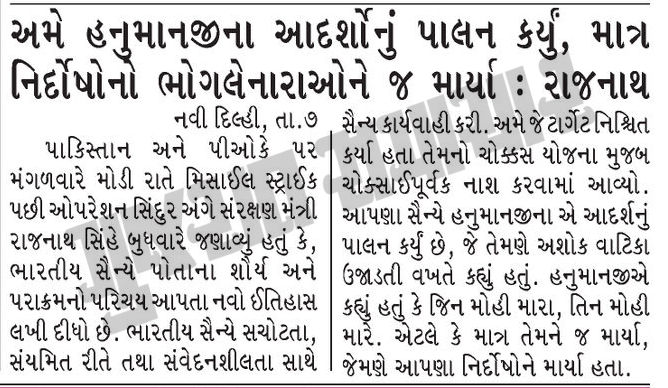 અમે હનુમાનજીના આદર્શોનું પાલન કર્યું, માત્ર
નિર્દોષોનો ભોગલેનારાઓને જ માર્યા : રાજનાથ
નવી દિલ્હી, તા.૭
પાકિસ્તાન અને પીઓકે પર
મંગળવારે મોડી રાતે મિસાઈલ સ્ટ્રાઈક
પછી ઓપરેશન સિંદુર અંગે સંરક્ષણ મંત્રી
રાજનાથ સિંહે બુધવારે જણાવ્યું હતું કે,
ભારતીય સૈન્યે પોતાના શૌર્ય અને
પરાક્રમનો પરિચય આપતા નવો ઈતિહાસ
લખી દીધો છે. ભારતીય સૈન્યે સચોટતા,
સંયમિત રીતે તથા સંવેદનશીલતા સાથે
સૈન્ય કાર્યવાહી કરી. અમે જે ટાર્ગેટ નિશ્ચિત
કર્યા હતા તેમનો ચોક્કસ યોજના મુજબ
ચોક્સાઈપૂર્વક નાશ કરવામાં આવ્યો.
આપણા સૈન્યે હનુમાનજીના એ આદર્શનું
પાલન કર્યું છે, જે તેમણે અશોક વાટિકા
ઉજાડતી વખતે કહ્યું હતું. હનુમાનજીએ
કહ્યું હતું કે જિન મોહી મારા, તિન મોહી
મારે. એટલે કે માત્ર તેમને જ માર્યા,
જેમણે આપણા નિર્દોષોને માર્યા હતા.